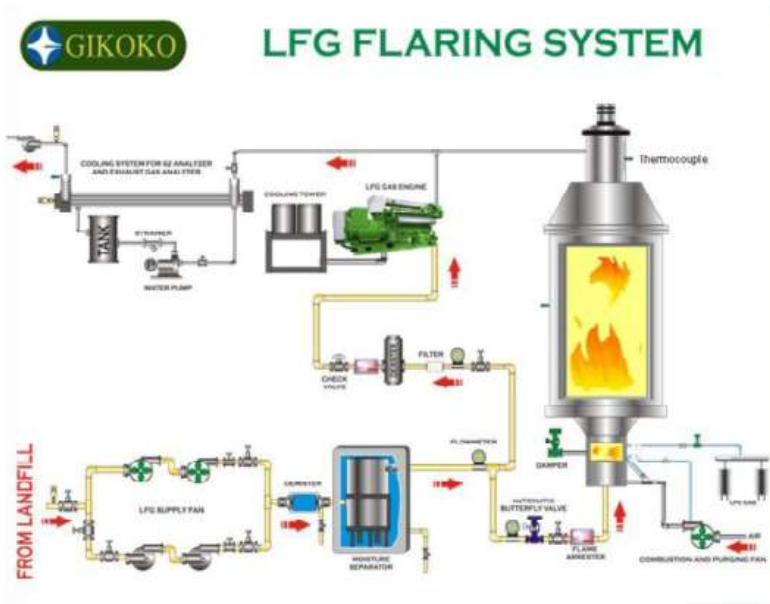 GIKOKO
LFG FLARING SYSTEM
COOLING SYSTEM FOR 02 ANALYZER
AND EXHAUST GAS ANALYZER
Thermocouple
COOLING TOWER
LFG GAS ENGINE
TANK
STRAINER
WATER PUMP
CHECK
VALVE
FILTER
FLOWMETER
FROM LANDFILL
LFG SUPPLY FAN
DEMISTER
MOISTURE
SEPARATOR
BUTTERFLY VALVE
FLAME
ARRESTER
DAMPER
LPG GAS
AIR
COMBUSTION AND PURGING FAN